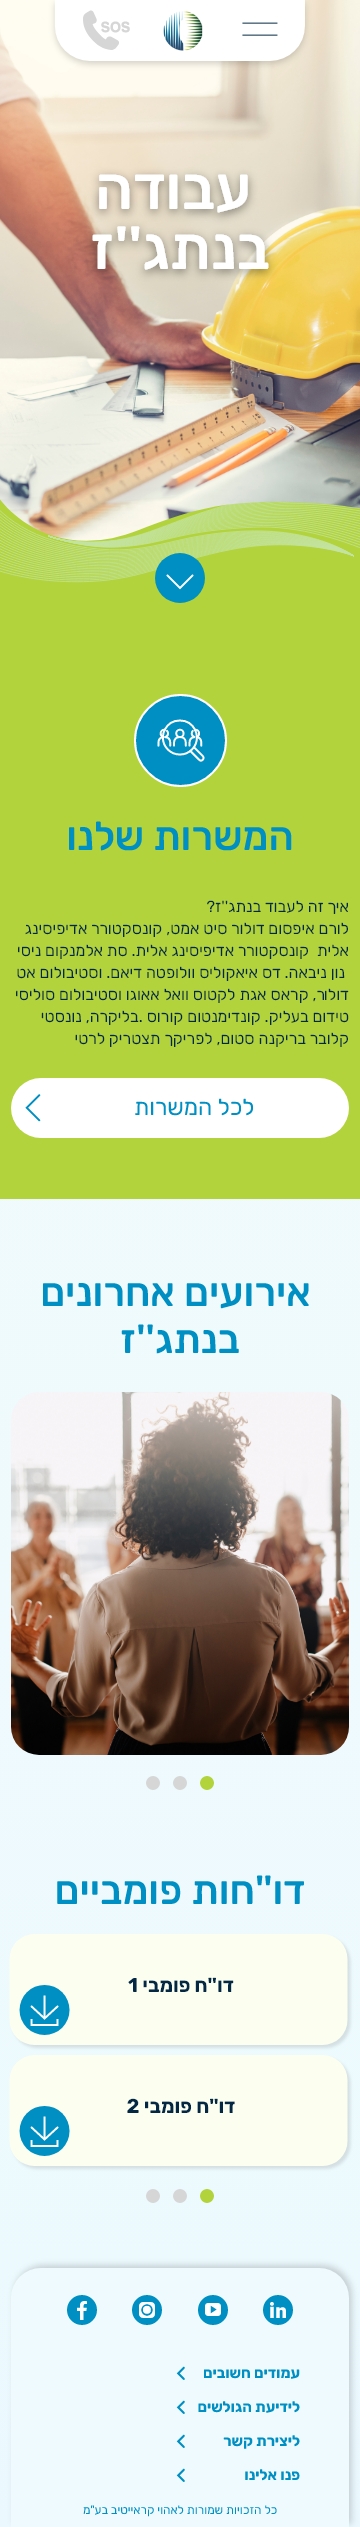 SOS
עבודה
בנתג''ז
המשרות שלנו
איך זה לעבוד בנתג''ז?
לורם איפסום דולור סיט אמט, קונסקטורר אדיפיסינג
אלית  קונסקטורר אדיפיסינג אלית. סת אלמנקום ניסי
נון ניבאה. דס איאקוליס וולופטה דיאם. וסטיבולום אט
דולור, קראס אגת לקטוס וואל אאוגו וסטיבולום סוליסי
טידום בעליק. קונדימנטום קורוס בליקרה, נונסטי.
קלובר בריקנה סטום, לפריקך תצטריק לרטי
לכל המשרות
אירועים אחרונים
בנתג''ז
דו"חות פומביים
דו"ח פומבי 1
דו"ח פומבי 2
עמודים חשובים
לידיעת הגולשים
ליצירת קשר
פנו אלינו
כל הזכויות שמורות לאהוי קראייטיב בע"מ